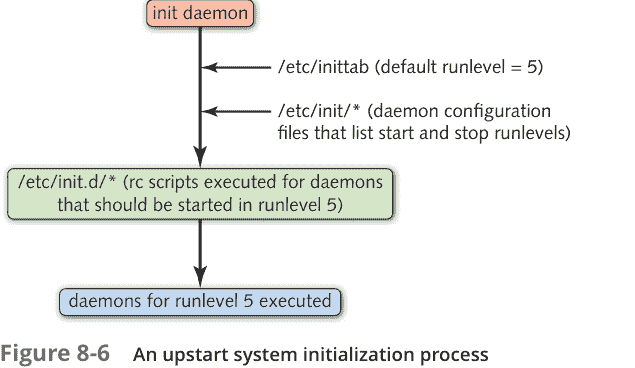 init daemon
/etc/inittab (default runlevel = 5)
/etc/init/* (daemon configuration
files that list start and stop runlevels)
/etc/init.d/* (rc scripts executed for daemons
that should be started in runlevel 5)
daemons for runlevel 5 executed
Figure 8-6 An upstart system initialization process